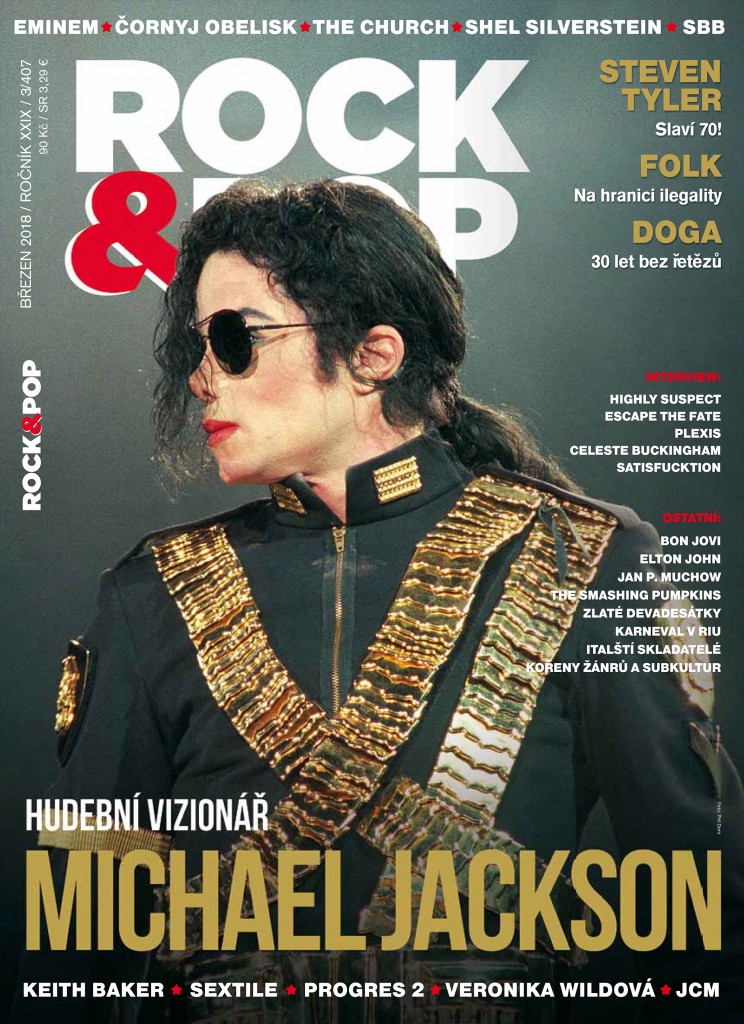 EMINEM★ČORNYJ OBELISK★THE CHURCH★SHEL SILVERSTEIN★SBB
BŘEZEN 2018 / ROČNÍK XXIX / 3/407
90 Kč / SR 3,29 €
ROCK
&POP
STEVEN
TYLER
Slaví 70!
FOLK
Na hranici ilegality
DOGA
30 let bez řetězů
ROCK&POP
INTERVIEW:
HIGHLY SUSPECT
ESCAPE THE FATE
PLEXIS
CELESTE BUCKINGHAM
SATISFUCKTION
OSTATNÍ:
BON JOVI
ELTON JOHN
JAN P. MUCHOW
THE SMASHING PUMPKINS
ZLATÉ DEVADESÁTKY
KARNEVAL V RIU
ITALŠTÍ SKLADATELÉ
KOŘENY ŽÁNRŮ A SUBKULTUR
HUDEBNÍ VIZIONÁŘ
MICHAEL JACKSON
KEITH BAKER★SEXTILE★PROGRES 2★VERONIKA WILDOVÁ★JCM